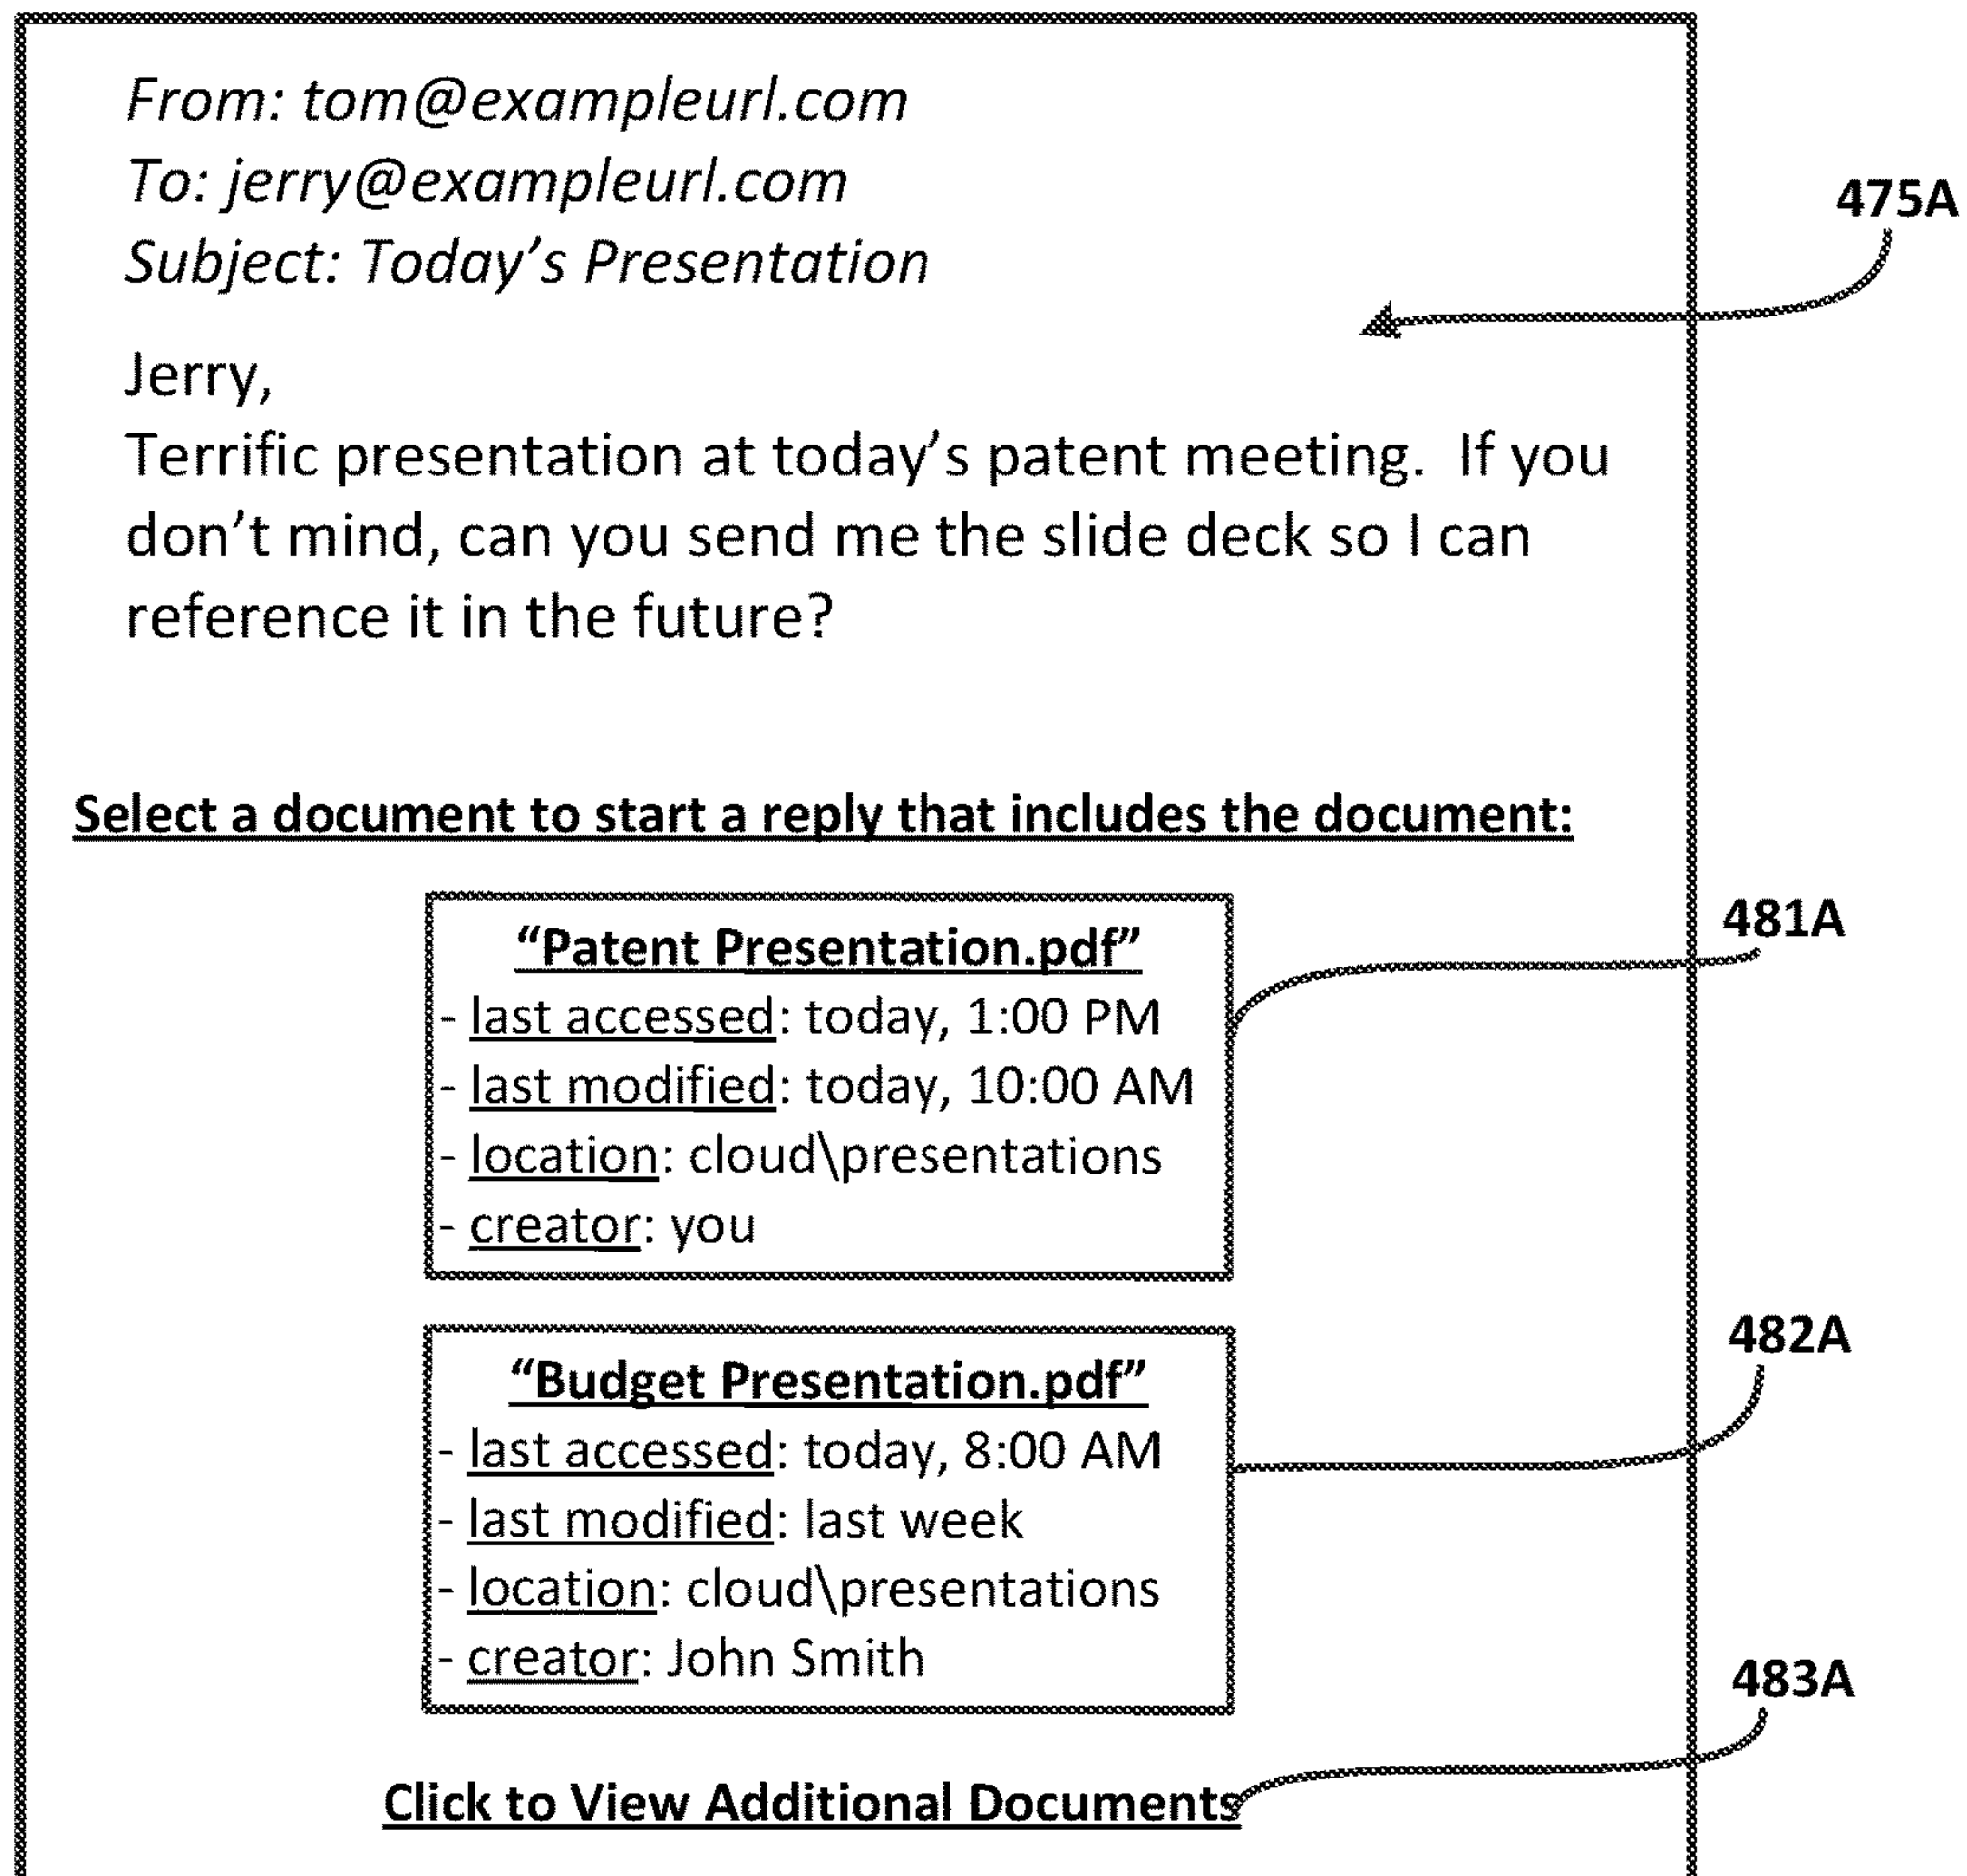 From: tom@exampleurl.com
To: jerry@exampleurl.com
Subject: Today’s Presentation
475A
Jerry,
Terrific presentation at today’s patent meeting.  If you
don’t mind, can you send me the slide deck so I can
reference it in the future?
Select a document to start a reply that includes the document:
481A
“Patent Presentation.pdf”
- last accessed: today, 1:00 PM
- last modified: today, 10:00 AM
- location: cloud\presentations
- creator: you
482A
“Budget Presentation.pdf”
- last accessed: today, 8:00 AM
- last modified: last week
- location: cloud\presentations
- creator: John Smith
483A
Click to View Additional Documents